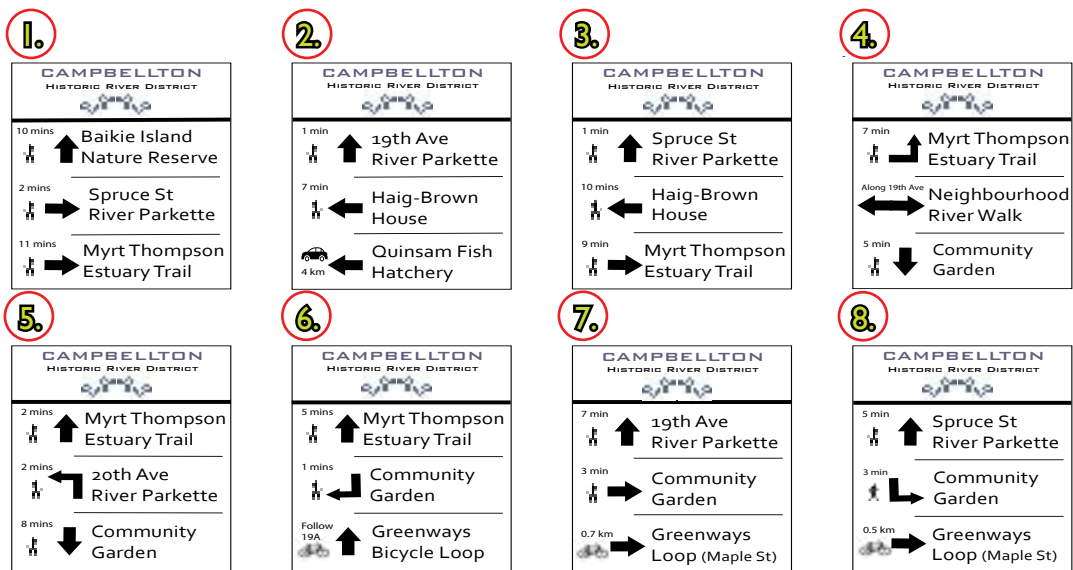 1.
CAMPBELLTON
HISTORIC RIVER DISTRICT
10 mins
Baikie Island
Nature Reserve
2 mins
Spruce St
River Parkette
11 mins
Myrt Thompson
Estuary Trail
2.
CAMPBELLTON
HISTORIC RIVER DISTRICT
1 min
19th Ave
River Parkette
7 min
Haig-Brown
House
4 km
Quinsam Fish
Hatchery
3.
CAMPBELLTON
HISTORIC RIVER DISTRICT
1 min
Spruce St
River Parkette
10 mins
Haig-Brown
House
9 min
Myrt Thompson
Estuary Trail
4.
CAMPBELLTON
HISTORIC RIVER DISTRICT
7 min
Myrt Thompson
Estuary Trail
Along 19th Ave
Neighbourhood
River Walk
5 min
Community
Garden
5.
CAMPBELLTON
HISTORIC RIVER DISTRICT
2 mins
Myrt Thompson
Estuary Trail
2 mins
20th Ave
River Parkette
8 mins
Community
Garden
6.
CAMPBELLTON
HISTORIC RIVER DISTRICT
5 mins
Myrt Thompson
Estuary Trail
1 mins
Community
Garden
Follow
19A
Greenways
Bicycle Loop
7.
CAMPBELLTON
HISTORIC RIVER DISTRICT
7 min
19th Ave
River Parkette
3 min
Community
Garden
0.7 km
Greenways
Loop (Maple St)
8.
CAMPBELLTON
HISTORIC RIVER DISTRICT
5 min
Spruce St
River Parkette
3 min
Community
Garden
0.5 km
Greenways
Loop (Maple St)